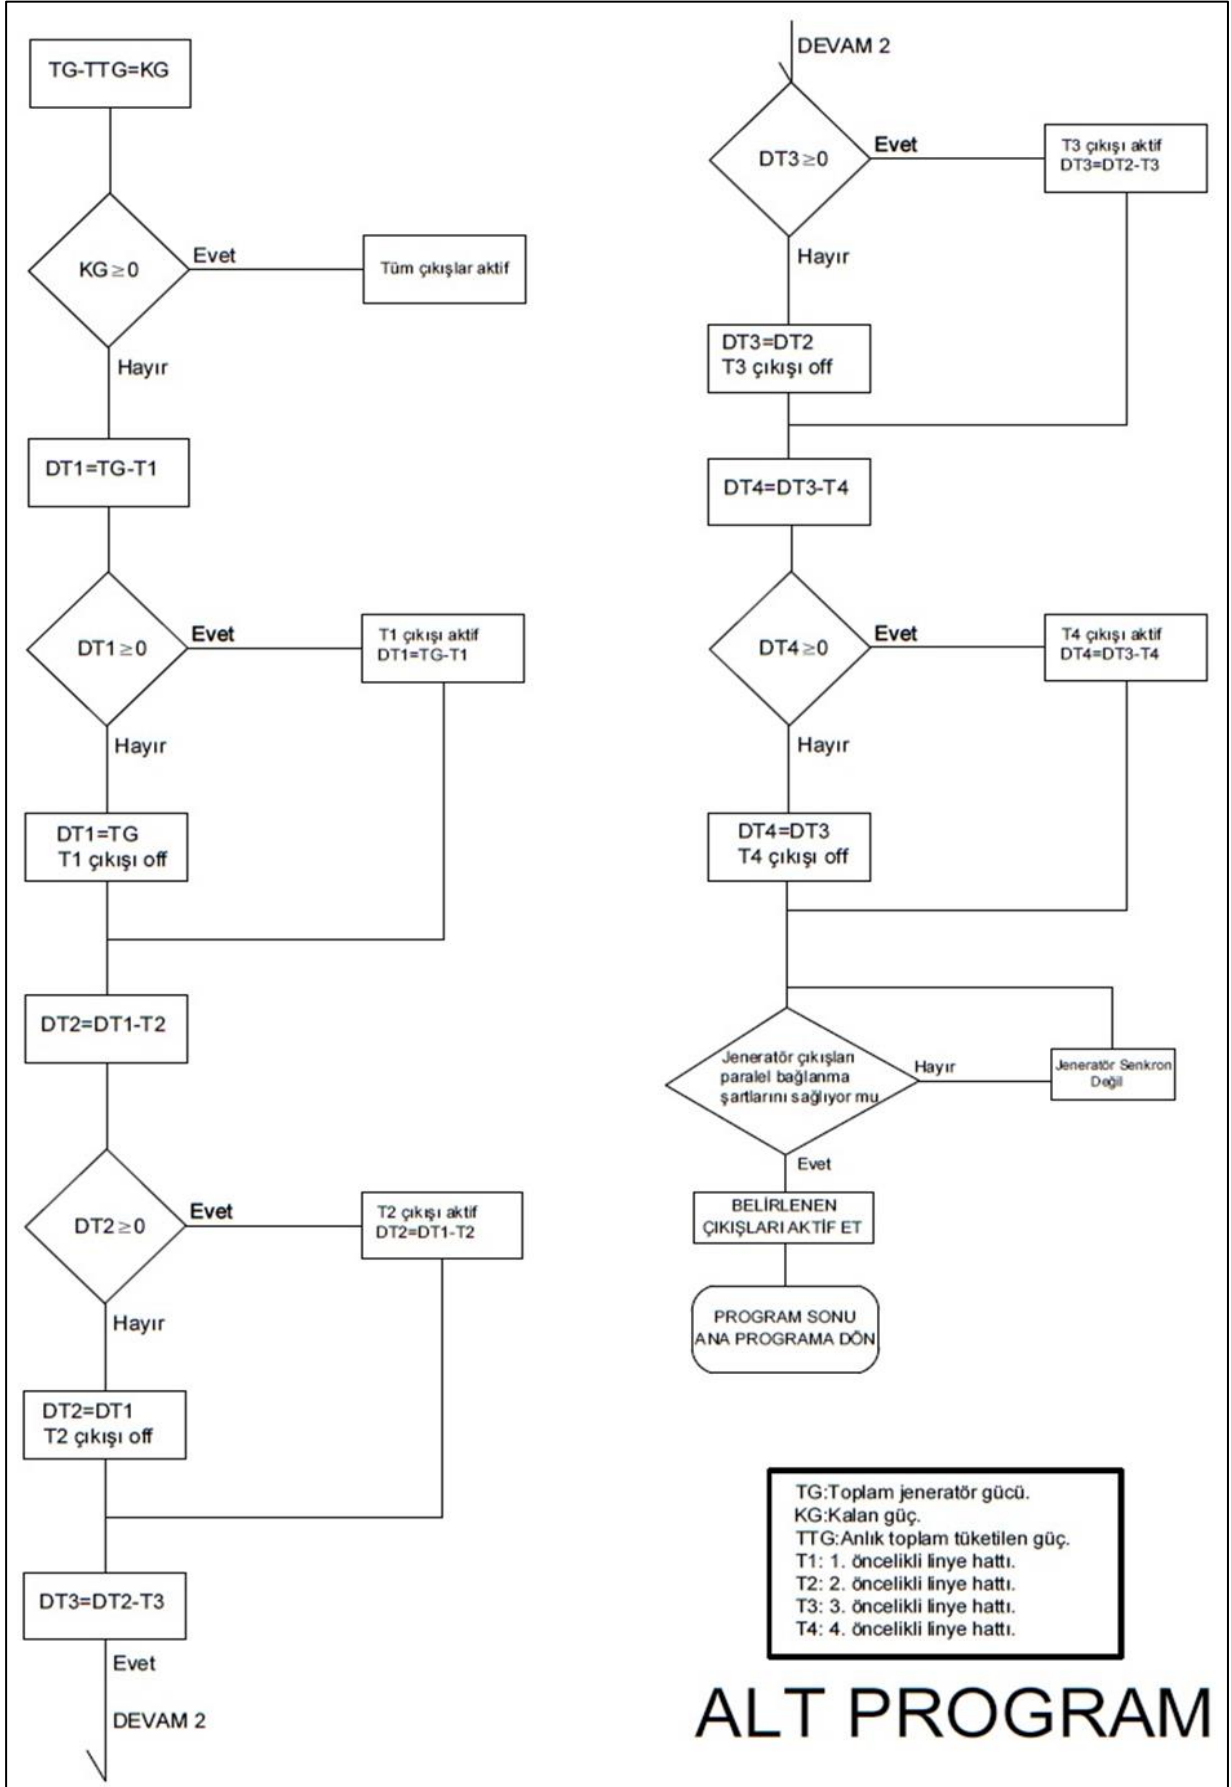 TG-TTG=KG
KG≥0
Evet
Tüm çıkışlar aktif
Hayır
DT1=TG-T1
DT1≥0
Evet
T1 çıkışı aktif
DT1=TG-T1
Hayır
DT1=TG
T1 çıkışı off
DT2=DT1-T2
DT2≥0
Evet
T2 çıkışı aktif
DT2=DT1-T2
Hayır
DT2=DT1
T2 çıkışı off
DT3=DT2-T3
Evet
DEVAM 2
DEVAM 2
DT3≥0
Evet
T3 çıkışı aktif
DT3=DT2-T3
Hayır
DT3=DT2
T3 çıkışı off
DT4=DT3-T4
DT4≥0
Evet
T4 çıkışı aktif
DT4=DT3-T4
Hayır
DT4=DT3
T4 çıkışı off
Jeneratör çıkışları
paralel bağlanma
şartlarını sağlıyor mu
Hayır
Jeneratör Senkron
Değil
Evet
BELİRLENEN
ÇIKIŞLARI AKTİF ET
PROGRAM SONU
ANA PROGRAMA DÖN
TG:Toplam jeneratör gücü.
KG:Kalan güç.
TTG:Anlık toplam tüketilen güç.
T1: 1. öncelikli linye hattı.
T2: 2. öncelikli linye hattı.
T3: 3. öncelikli linye hattı.
T4: 4. öncelikli linye hattı.
ALT PROGRAM